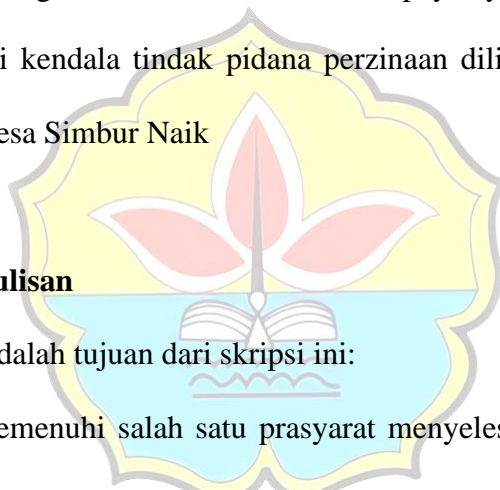 i kendala tindak pidana perzinaan dili
esa Simbur Naik
ulisan
dalah tujuan dari skripsi ini:
emenuhi salah satu prasyarat menyeles